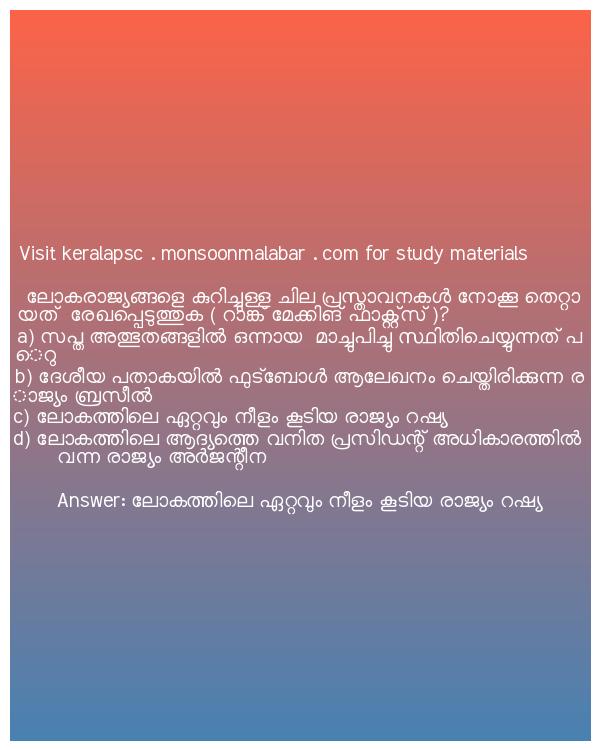 Visit keralapsc . monsoonmalabar . com for study materials
ലോകരാജ്യങ്ങളെ കുറിച്ചുള്ള ചില പ്രസ്താവനകൾ നോക്കൂ തെറ്റാ
യത്  രേഖപ്പെടുത്തുക ( റാങ്ക് മേക്കിങ് ഫാക്ട്സ് )?
a) സപ്ത അത്ഭുതങ്ങളിൽ ഒന്നായ  മാച്ചുപിച്ചു സ്ഥിതിചെയ്യുന്നത് പ
െറു
b) ദേശീയ പതാകയിൽ ഫുട്ബോൾ ആലേഖനം ചെയ്തിരിക്കുന്ന ര
ാജ്യം ബ്രസീൽ
c) ലോകത്തിലെ ഏറ്റവും നീളം കൂടിയ രാജ്യം റഷ്യ
d) ലോകത്തിലെ ആദ്യത്തെ വനിത പ്രസിഡന്റ് അധികാരത്തിൽ
വന്ന രാജ്യം അർജന്റീന
Answer: ലോകത്തിലെ ഏറ്റവും നീളം കൂടിയ രാജ്യം റഷ്യ